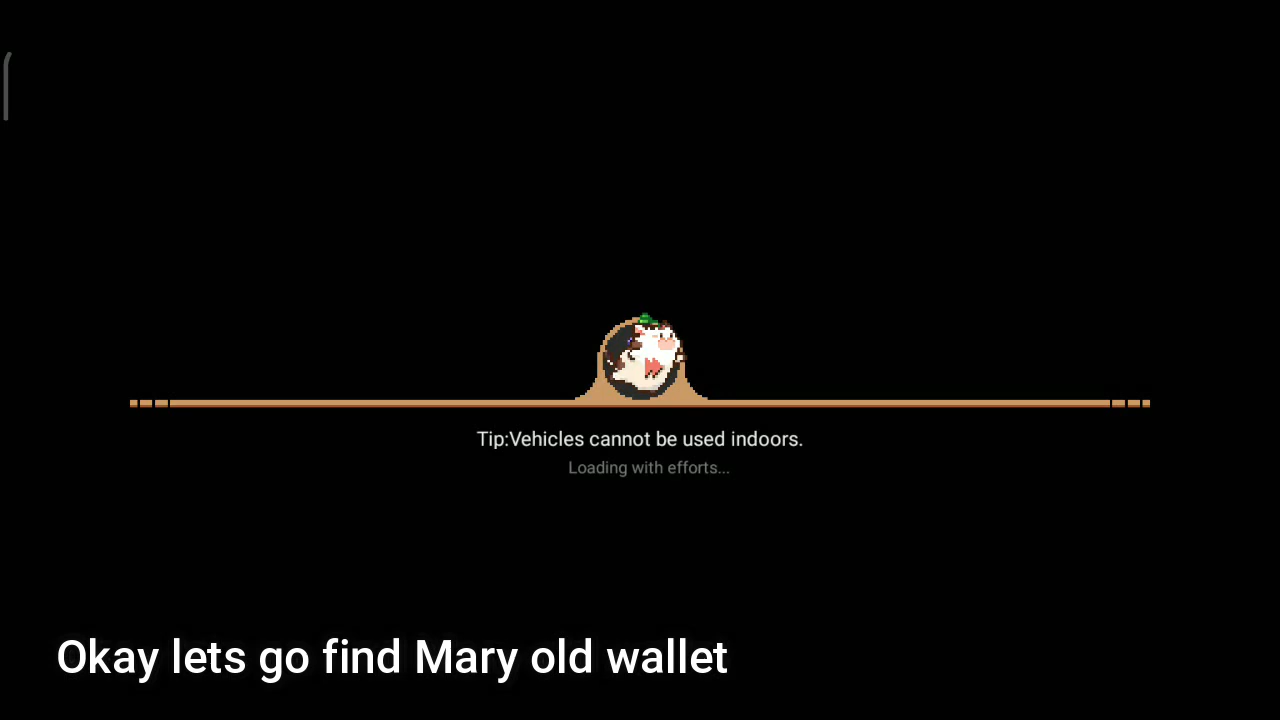 Tip:Vehicles cannot be used indoors.
Loading with efforts...
Okay lets go find Mary old wallet